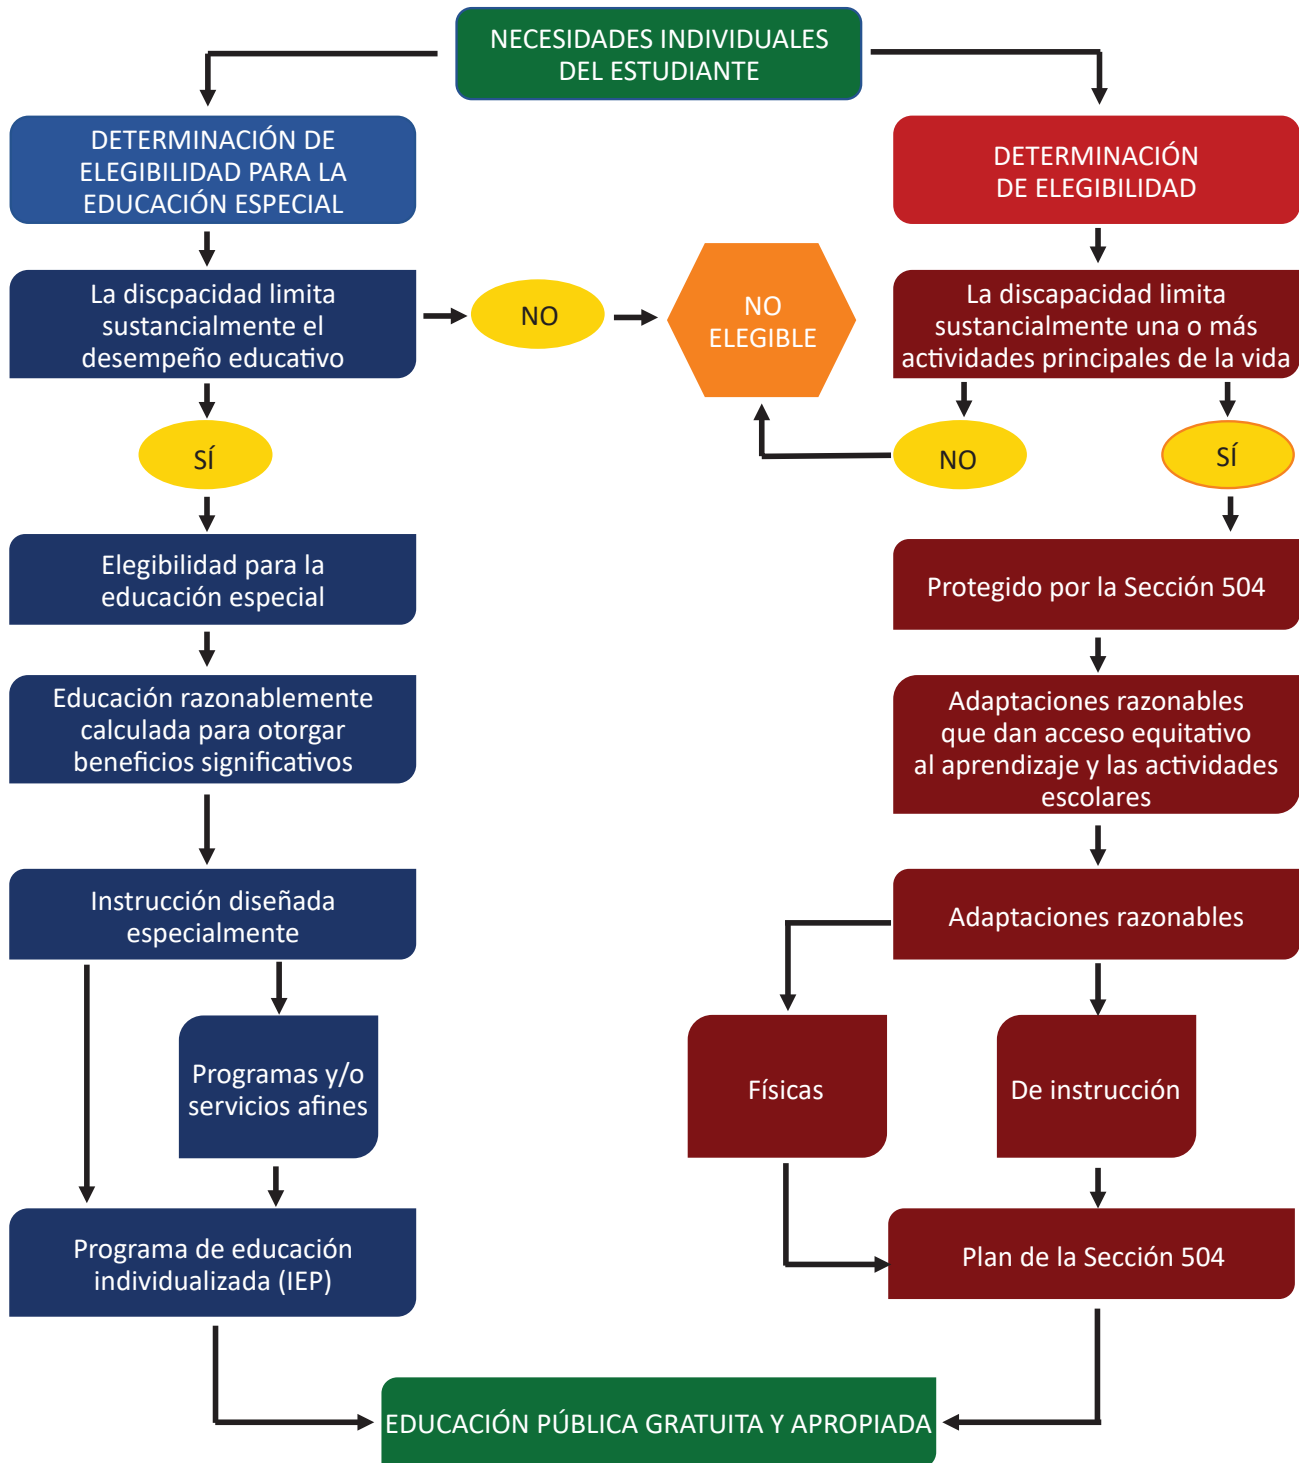 NECESIDADES INDIVIDUALES
DEL ESTUDIANTE
DETERMINACIÓN DE
ELEGIBILIDAD PARA LA
EDUCACIÓN ESPECIAL
DETERMINACIÓN
DE ELEGIBILIDAD
La discpacidad limita
sustancialmente el
desempeño educativo
NO
NO
ELEGIBLE
La discapacidad limita
sustancialmente una o más
actividades principales de la vida
SÍ
NO
SÍ
Elegibilidad para la
educación especial
Protegido por la Sección 504
Educación razonablemente
calculada para otorgar
beneficios significativos
Adaptaciones razonables
que dan acceso equitativo
al aprendizaje y las actividades
escolares
Instrucción diseñada
especialmente
Adaptaciones razonables
Programas y/o
servicios afines
Físicas
De instrucción
Programa de educación
individualizada (IEP)
Plan de la Sección 504
EDUCACIÓN PÚBLICA GRATUITA Y APROPIADA